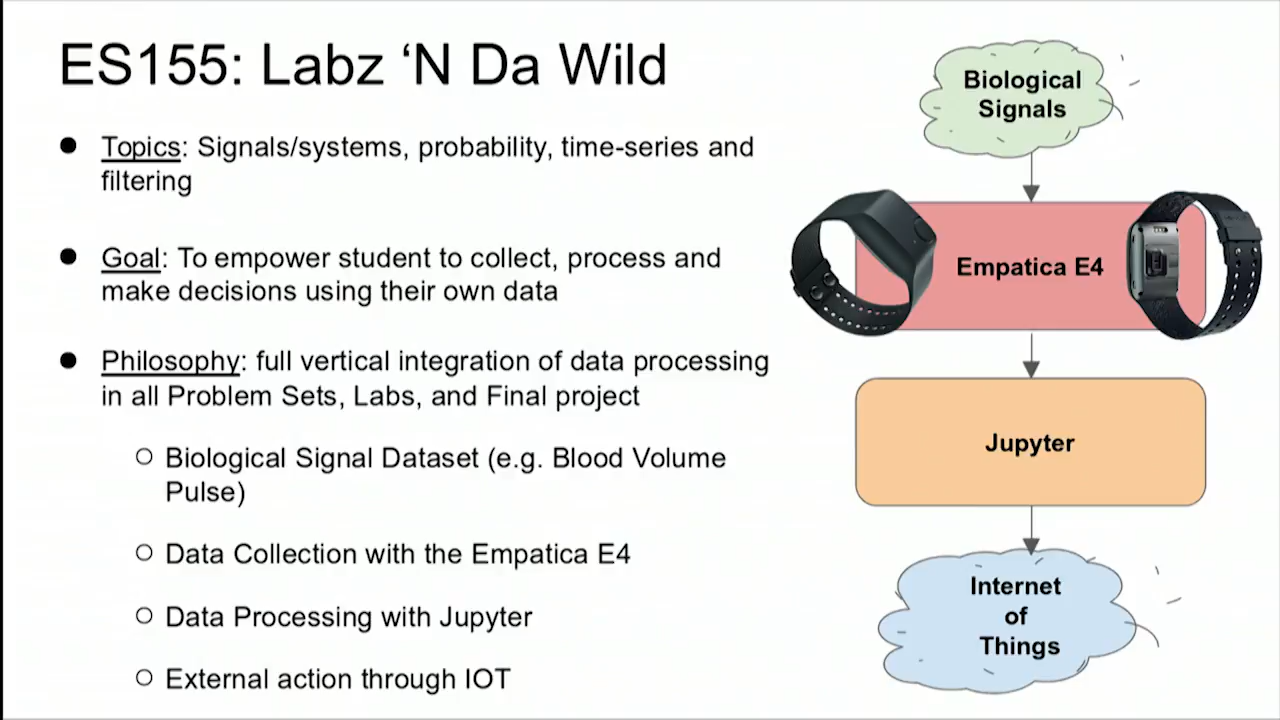 ES155: Labz ‘N Da Wild
● Topics: Signals/systems, probability, time-series and
filtering
● Goal: To empower student to collect, process and
make decisions using their own data
● Philosophy: full vertical integration of data processing
in all Problem Sets, Labs, and Final project
○ Biological Signal Dataset (e.g. Blood Volume
Pulse)
○ Data Collection with the Empatica E4
○ Data Processing with Jupyter
○ External action through IOT
Biological
Signals
Empatica E4
Jupyter
Internet
of
Things